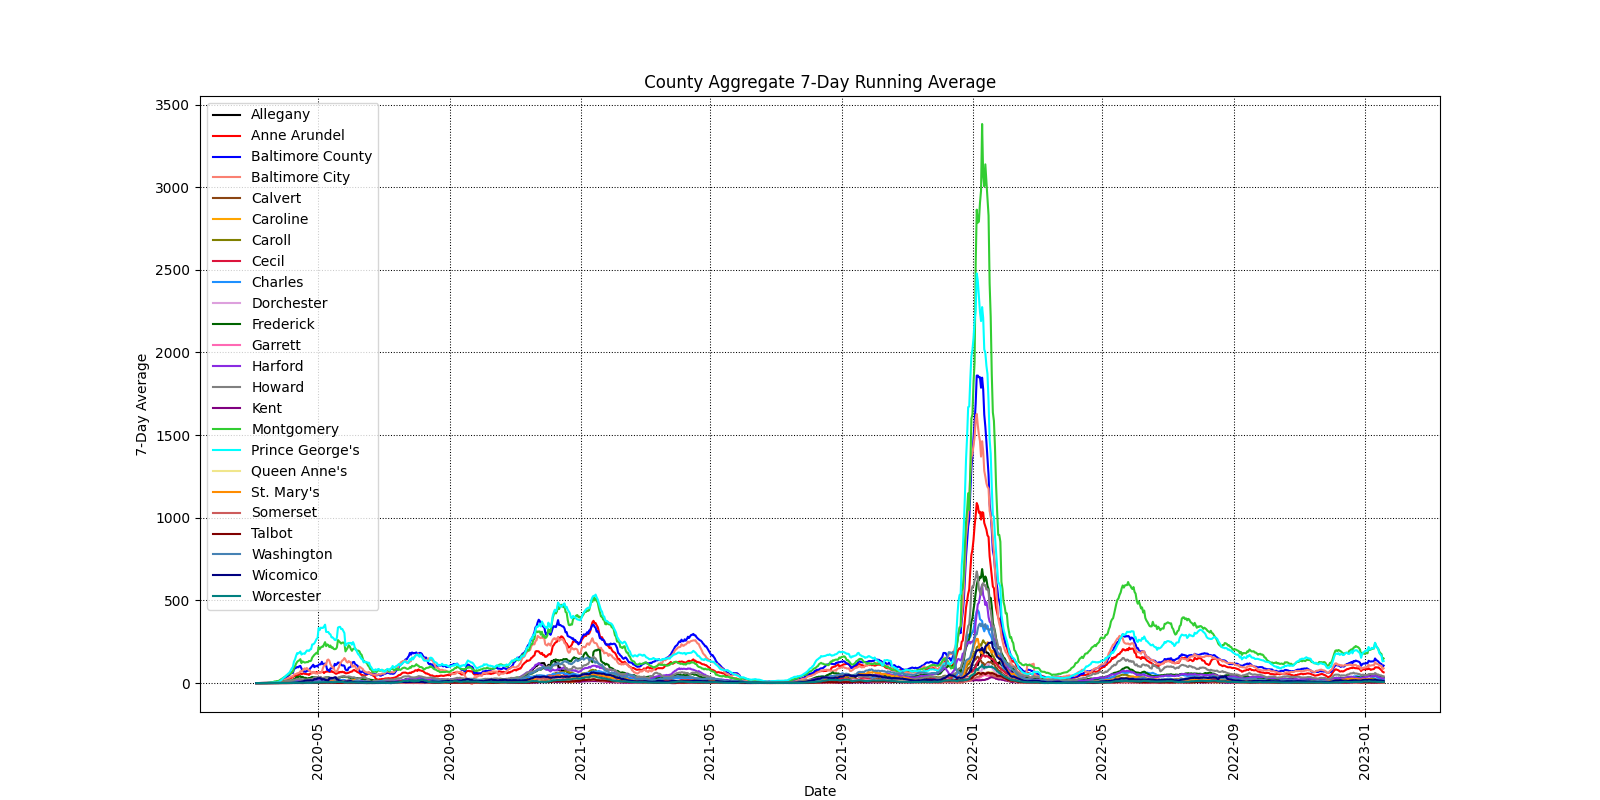 County Aggregate 7-Day Running Average
3500
3000
2500
2000
1500
1000
500
0
7-Day Average
Allegany
Anne Arundel
Baltimore County
Baltimore City
Calvert
Caroline
Caroll
Cecil
Charles
Dorchester
Frederick
Garrett
Harford
Howard
Kent
Montgomery
Prince George's
Queen Anne's
St. Mary's
Somerset
Talbot
Washington
Wicomico
Worcester
2020-05
2020-09
2021-01
2021-05
2021-09
2022-01
2022-05
2022-09
2023-01
Date